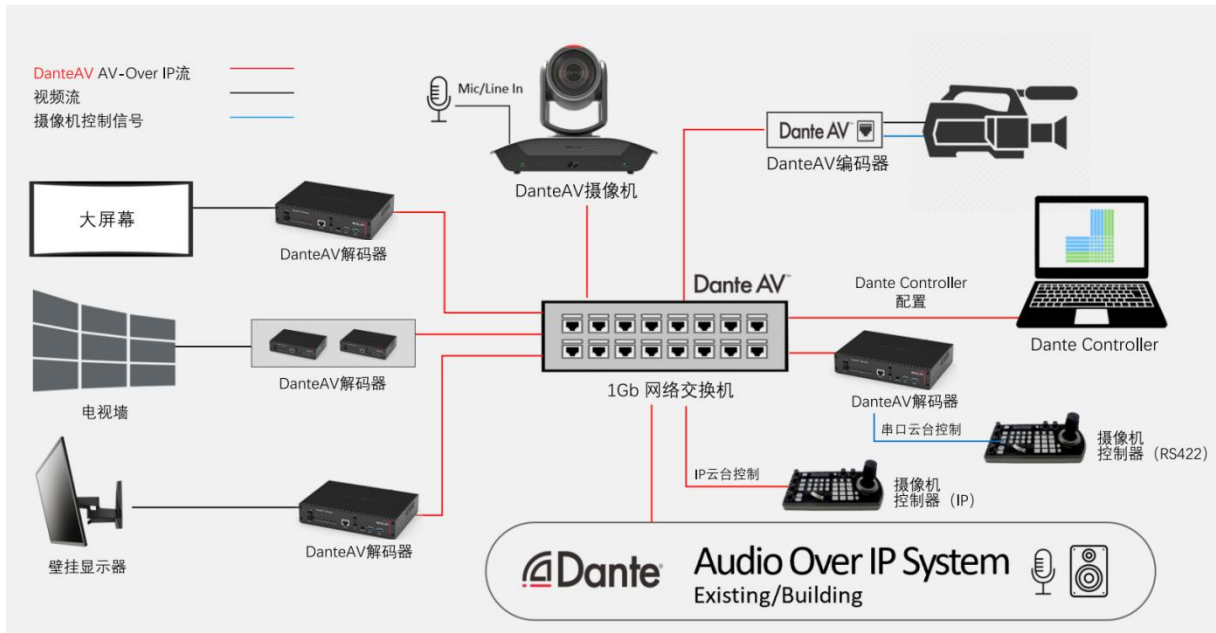 DanteAV AV-Over IP流
视频流
摄像机控制信号
Mic/Line In
DanteAV摄像机
Dante AV™
DanteAV编码器
大屏幕
DanteAV解码器
Dante AV™
Dante Controller
配置
Dante Controller
DanteAV解码器
电视墙
1Gb 网络交换机
DanteAV解码器
串口云台控制
摄像机
控制器（RS422）
IP云台控制
摄像机
控制器（IP）
DanteAV解码器
壁挂显示器
Dante®
Audio Over IP System
Existing/Building